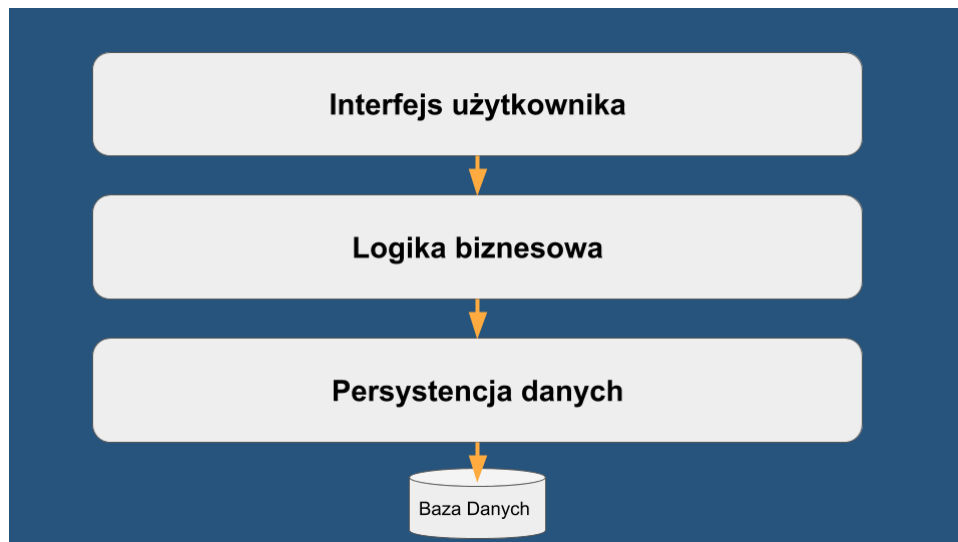 Interfejs użytkownika
Logika biznesowa
Persystencja danych
Baza Danych